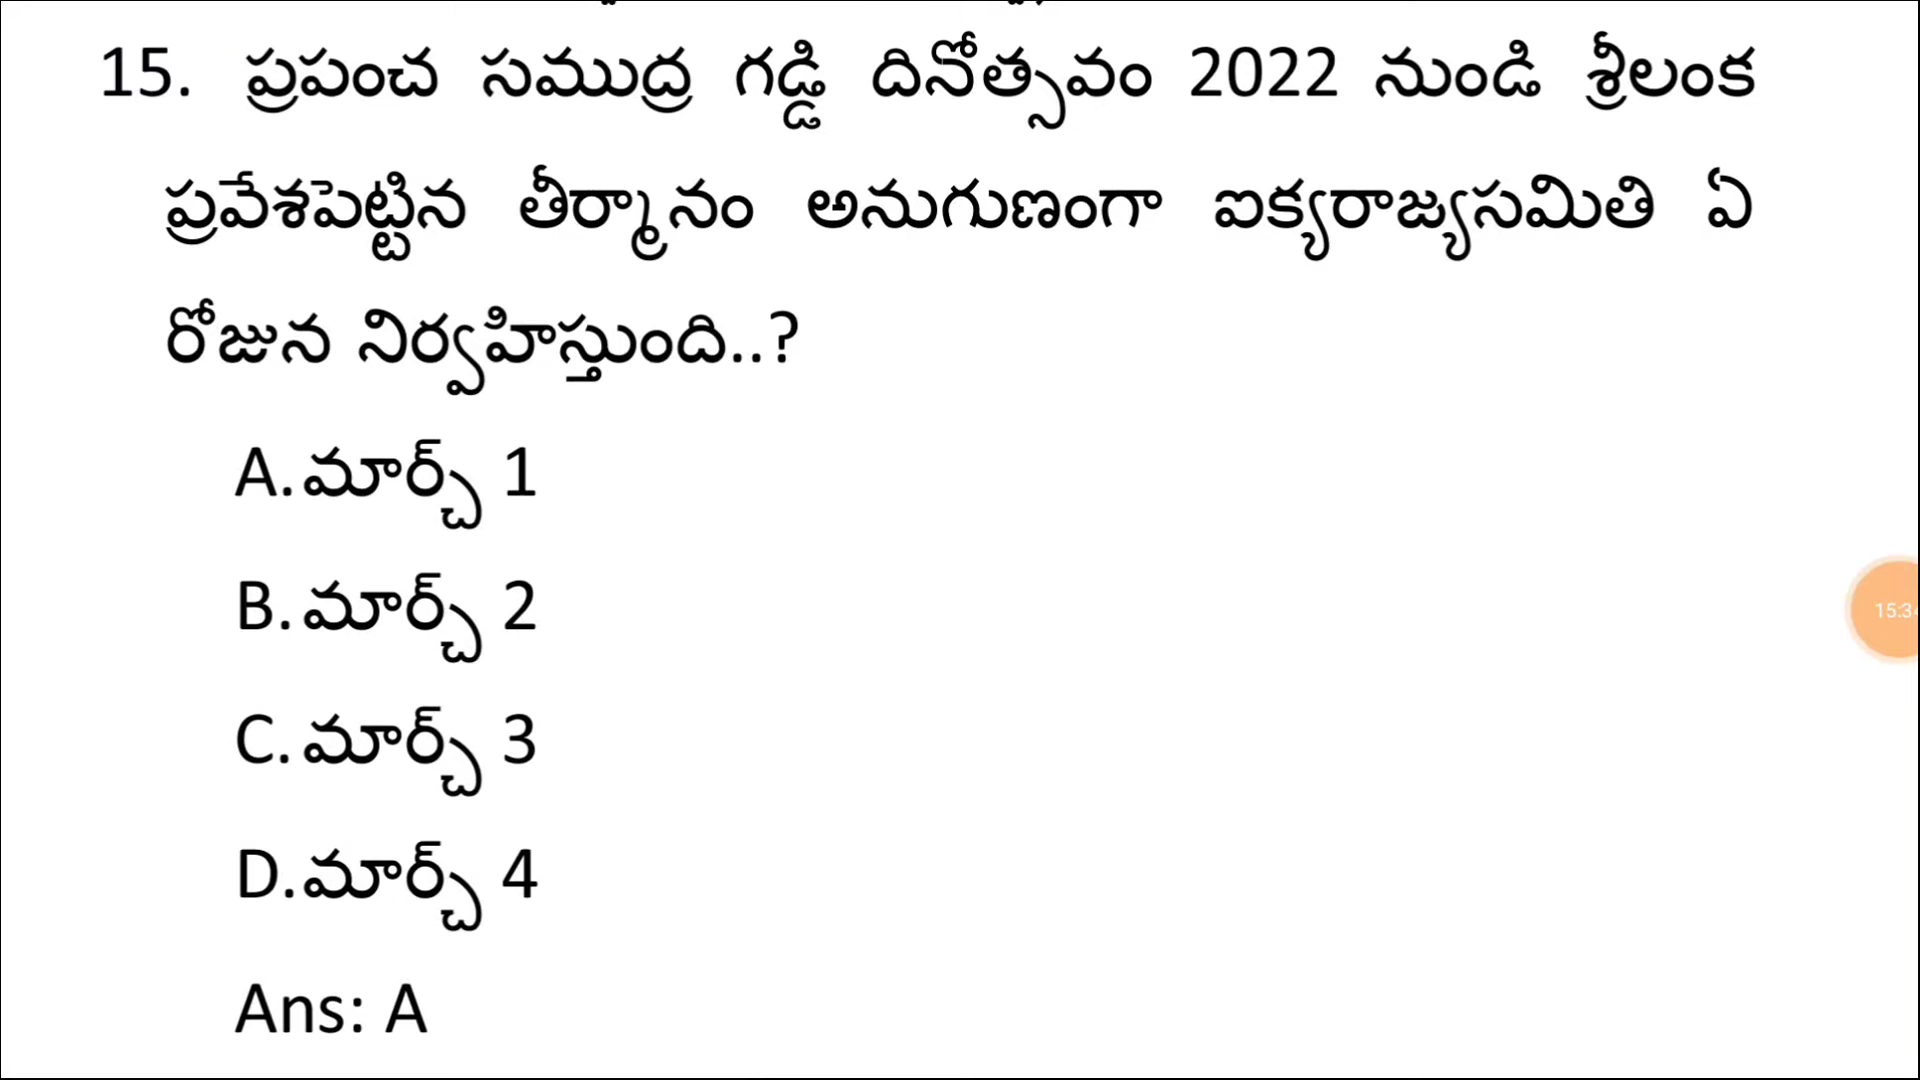 15. ప్రపంచ సముద్ర గడ్డి దినోత్సవం 2022 నుండి శ్రీలంక
ప్రవేశపెట్టిన తీర్మానం అనుగుణంగా ఐక్యరాజ్యసమితి ఏ
రోజున నిర్వహిస్తుంది..?
A. మార్చ్ 1
B. మార్చ్ 2
C. మార్చ్ 3
D. మార్చ్ 4
Ans: A